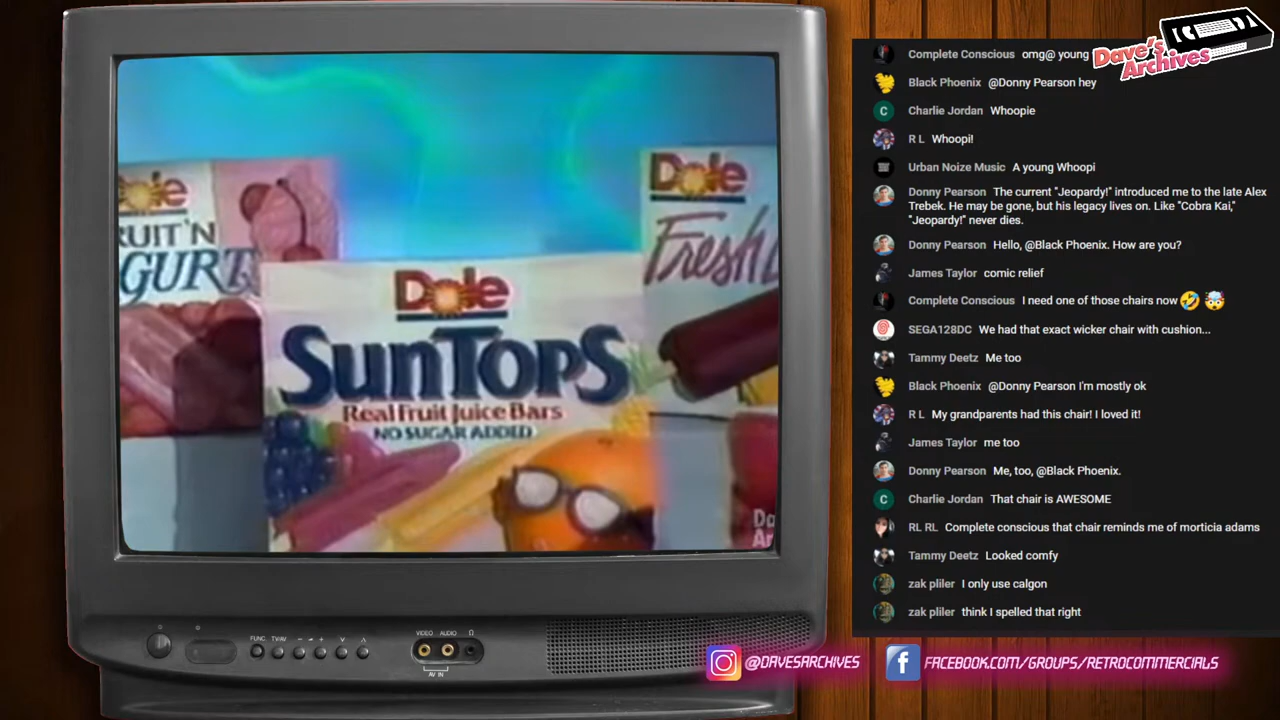 Dole
RUIT 'N
GURT
Dole
SunTops
Real Fruit Juice Bars
NO SUGAR ADDED
Dole
Fresh
Da
Ar
FUNC.
TV/AV
VIDEO
AUDIO
AV IN
Dave's
Archives
Complete Conscious omg@ young
Black Phoenix @Donny Pearson hey
C
Charlie Jordan Whoopie
R L Whoopi!
Urban Noize Music A young Whoopi
Donny Pearson The current "Jeopardy!" introduced me to the late Alex
Trebek. He may be gone, but his legacy lives on. Like "Cobra Kai,"
"Jeopardy!" never dies.
Donny Pearson Hello, @Black Phoenix. How are you?
James Taylor comic relief
Complete Conscious I need one of those chairs now
SEGA128DC We had that exact wicker chair with cushion...
Tammy Deetz Me too
Black Phoenix @Donny Pearson I'm mostly ok
R L My grandparents had this chair! I loved it!
James Taylor me too
Donny Pearson Me, too, @Black Phoenix.
C
Charlie Jordan That chair is AWESOME
RL RL Complete conscious that chair reminds me of morticia adams
Tammy Deetz Looked comfy
zak pliler I only use calgon
zak pliler think I spelled that right
@DAVESARCHIVES
FACEBOOK.COM/GROUPS/RETROCOMMERCIALS